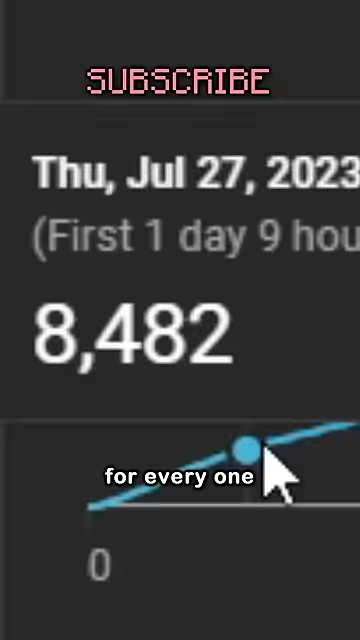 SUBSCRIBE
Thu, Jul 27, 2023
(First 1 day 9 hou
8,482
for every one
0